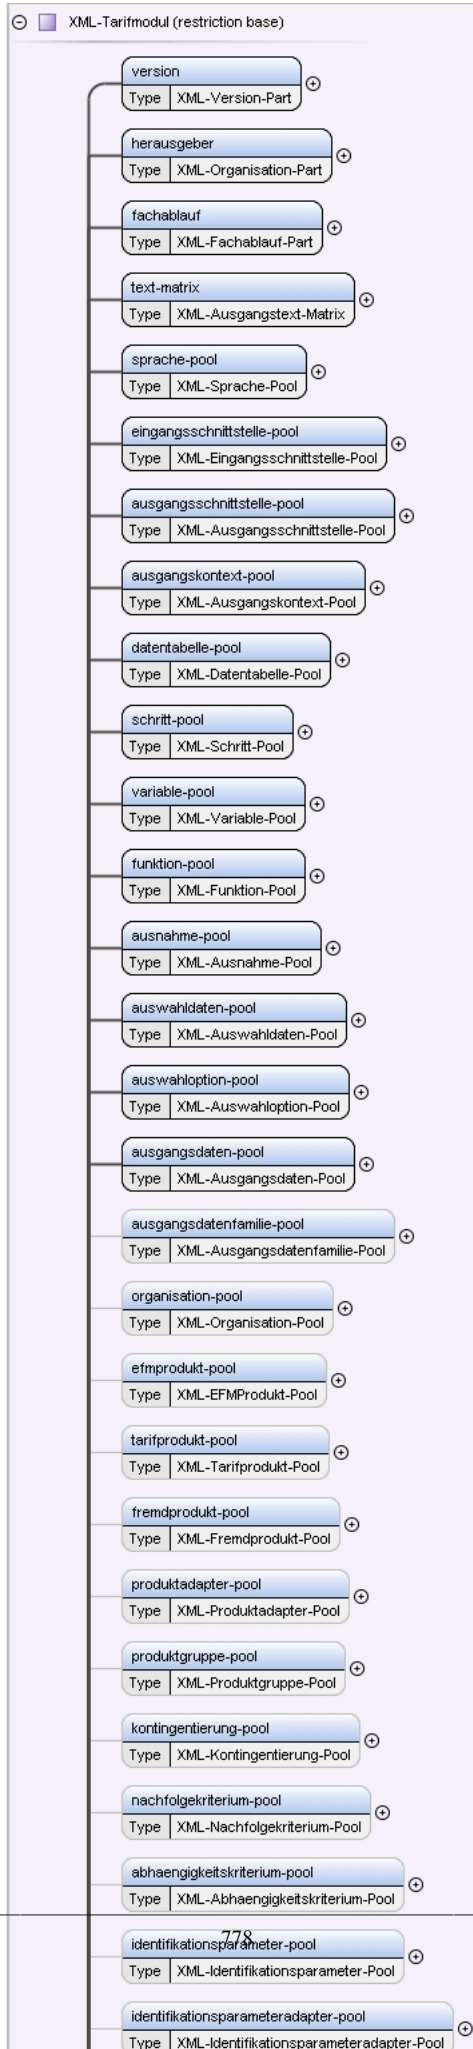 XML-Tarifmodul (restriction base)
version
Type XML-Version-Part
herausgeber
Type XML-Organisation-Part
fachablauf
Type XML-Fachablauf-Part
text-matrix
Type XML-Ausgangstext-Matrix
sprache-pool
Type XML-Sprache-Pool
eingangsschnittstelle-pool
Type XML-Eingangsschnittstelle-Pool
ausgangsschnittstelle-pool
Type XML-Ausgangsschnittstelle-Pool
ausgangskontext-pool
Type XML-Ausgangskontext-Pool
datentabelle-pool
Type XML-Datentabelle-Pool
schritt-pool
Type XML-Schritt-Pool
variable-pool
Type XML-Variable-Pool
funktion-pool
Type XML-Funktion-Pool
ausnahme-pool
Type XML-Ausnahme-Pool
auswahldaten-pool
Type XML-Auswahldaten-Pool
auswahloption-pool
Type XML-Auswahloption-Pool
ausgangsdaten-pool
Type XML-Ausgangsdaten-Pool
ausgangsdatenfamilie-pool
Type XML-Ausgangsdatenfamilie-Pool
organisation-pool
Type XML-Organisation-Pool
efmprodukt-pool
Type XML-EFMProdukt-Pool
tarifprodukt-pool
Type XML-Tarifprodukt-Pool
fremdprodukt-pool
Type XML-Fremdprodukt-Pool
produktadapter-pool
Type XML-Produktadapter-Pool
produktgruppe-pool
Type XML-Produktgruppe-Pool
kontingentierung-pool
Type XML-Kontingentierung-Pool
nachfolgekriterium-pool
Type XML-Nachfolgekriterium-Pool
abhaengigkeitskriterium-pool
Type XML-Abhaengigkeitskriterium-Pool
778
identifikationsparameter-pool
Type XML-Identifikationsparameter-Pool
identifikationsparameteradapter-pool
Type XML-Identifikationsparameteradapter-Pool